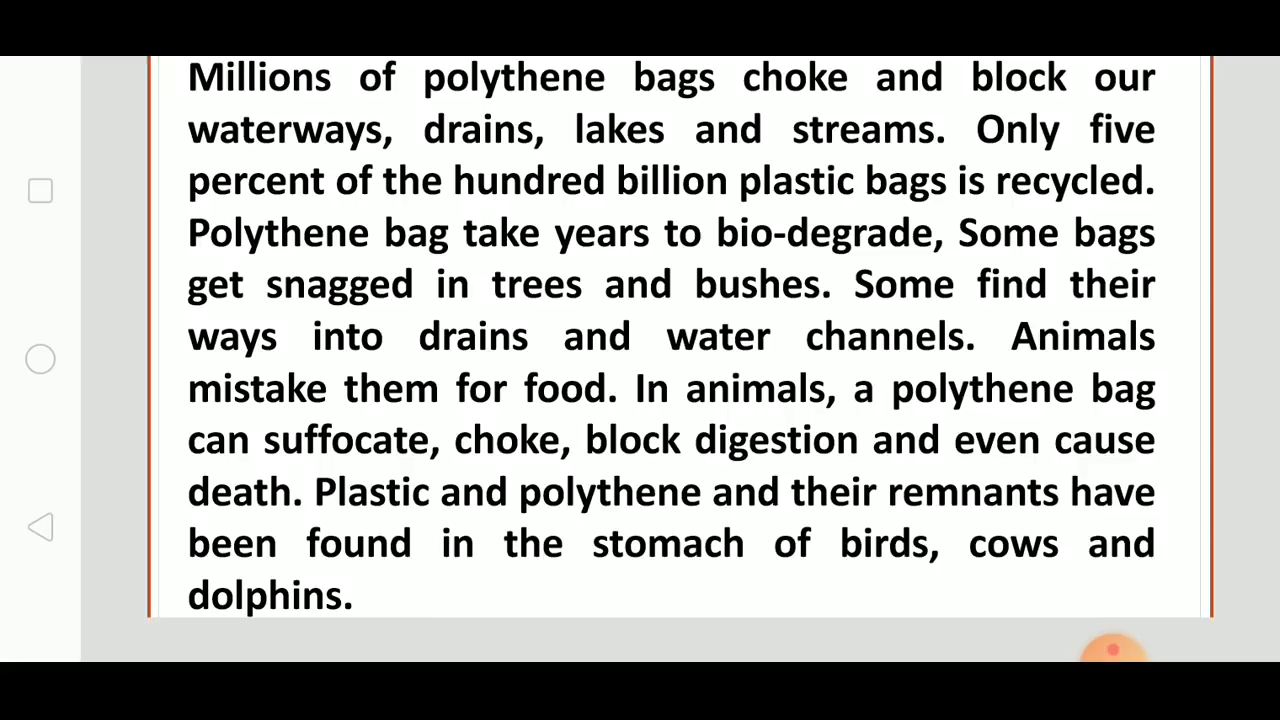 Millions of polythene bags choke and block our
waterways, drains, lakes and streams. Only five
percent of the hundred billion plastic bags is recycled.
Polythene bag take years to bio-degrade, Some bags
get snagged in trees and bushes. Some find their
ways into drains and water channels. Animals
mistake them for food. In animals, a polythene bag
can suffocate, choke, block digestion and even cause
death. Plastic and polythene and their remnants have
been found in the stomach of birds, cows and
dolphins.